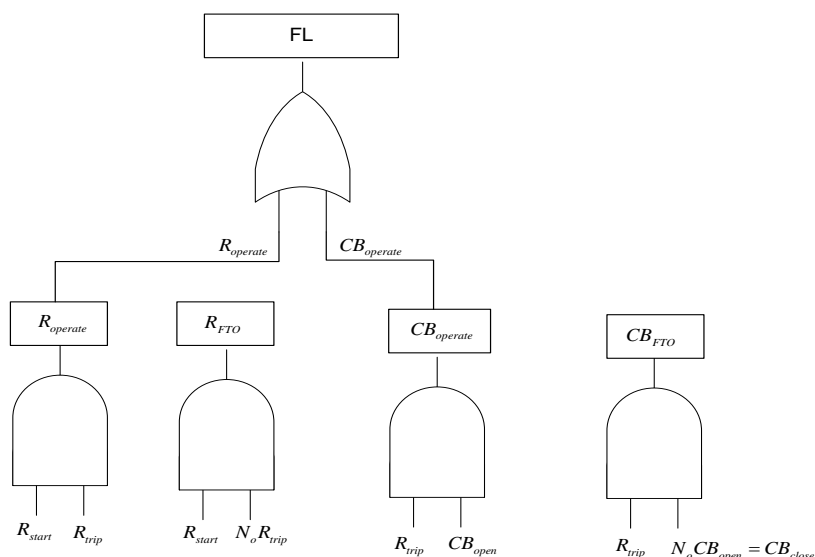 FL
R_operate CB_operate
R_operate R_FTO CB_operate CB_FTO
R_start R_trip R_start N_o R_trip R_trip CB_open R_trip N_o CB_open = CB_close